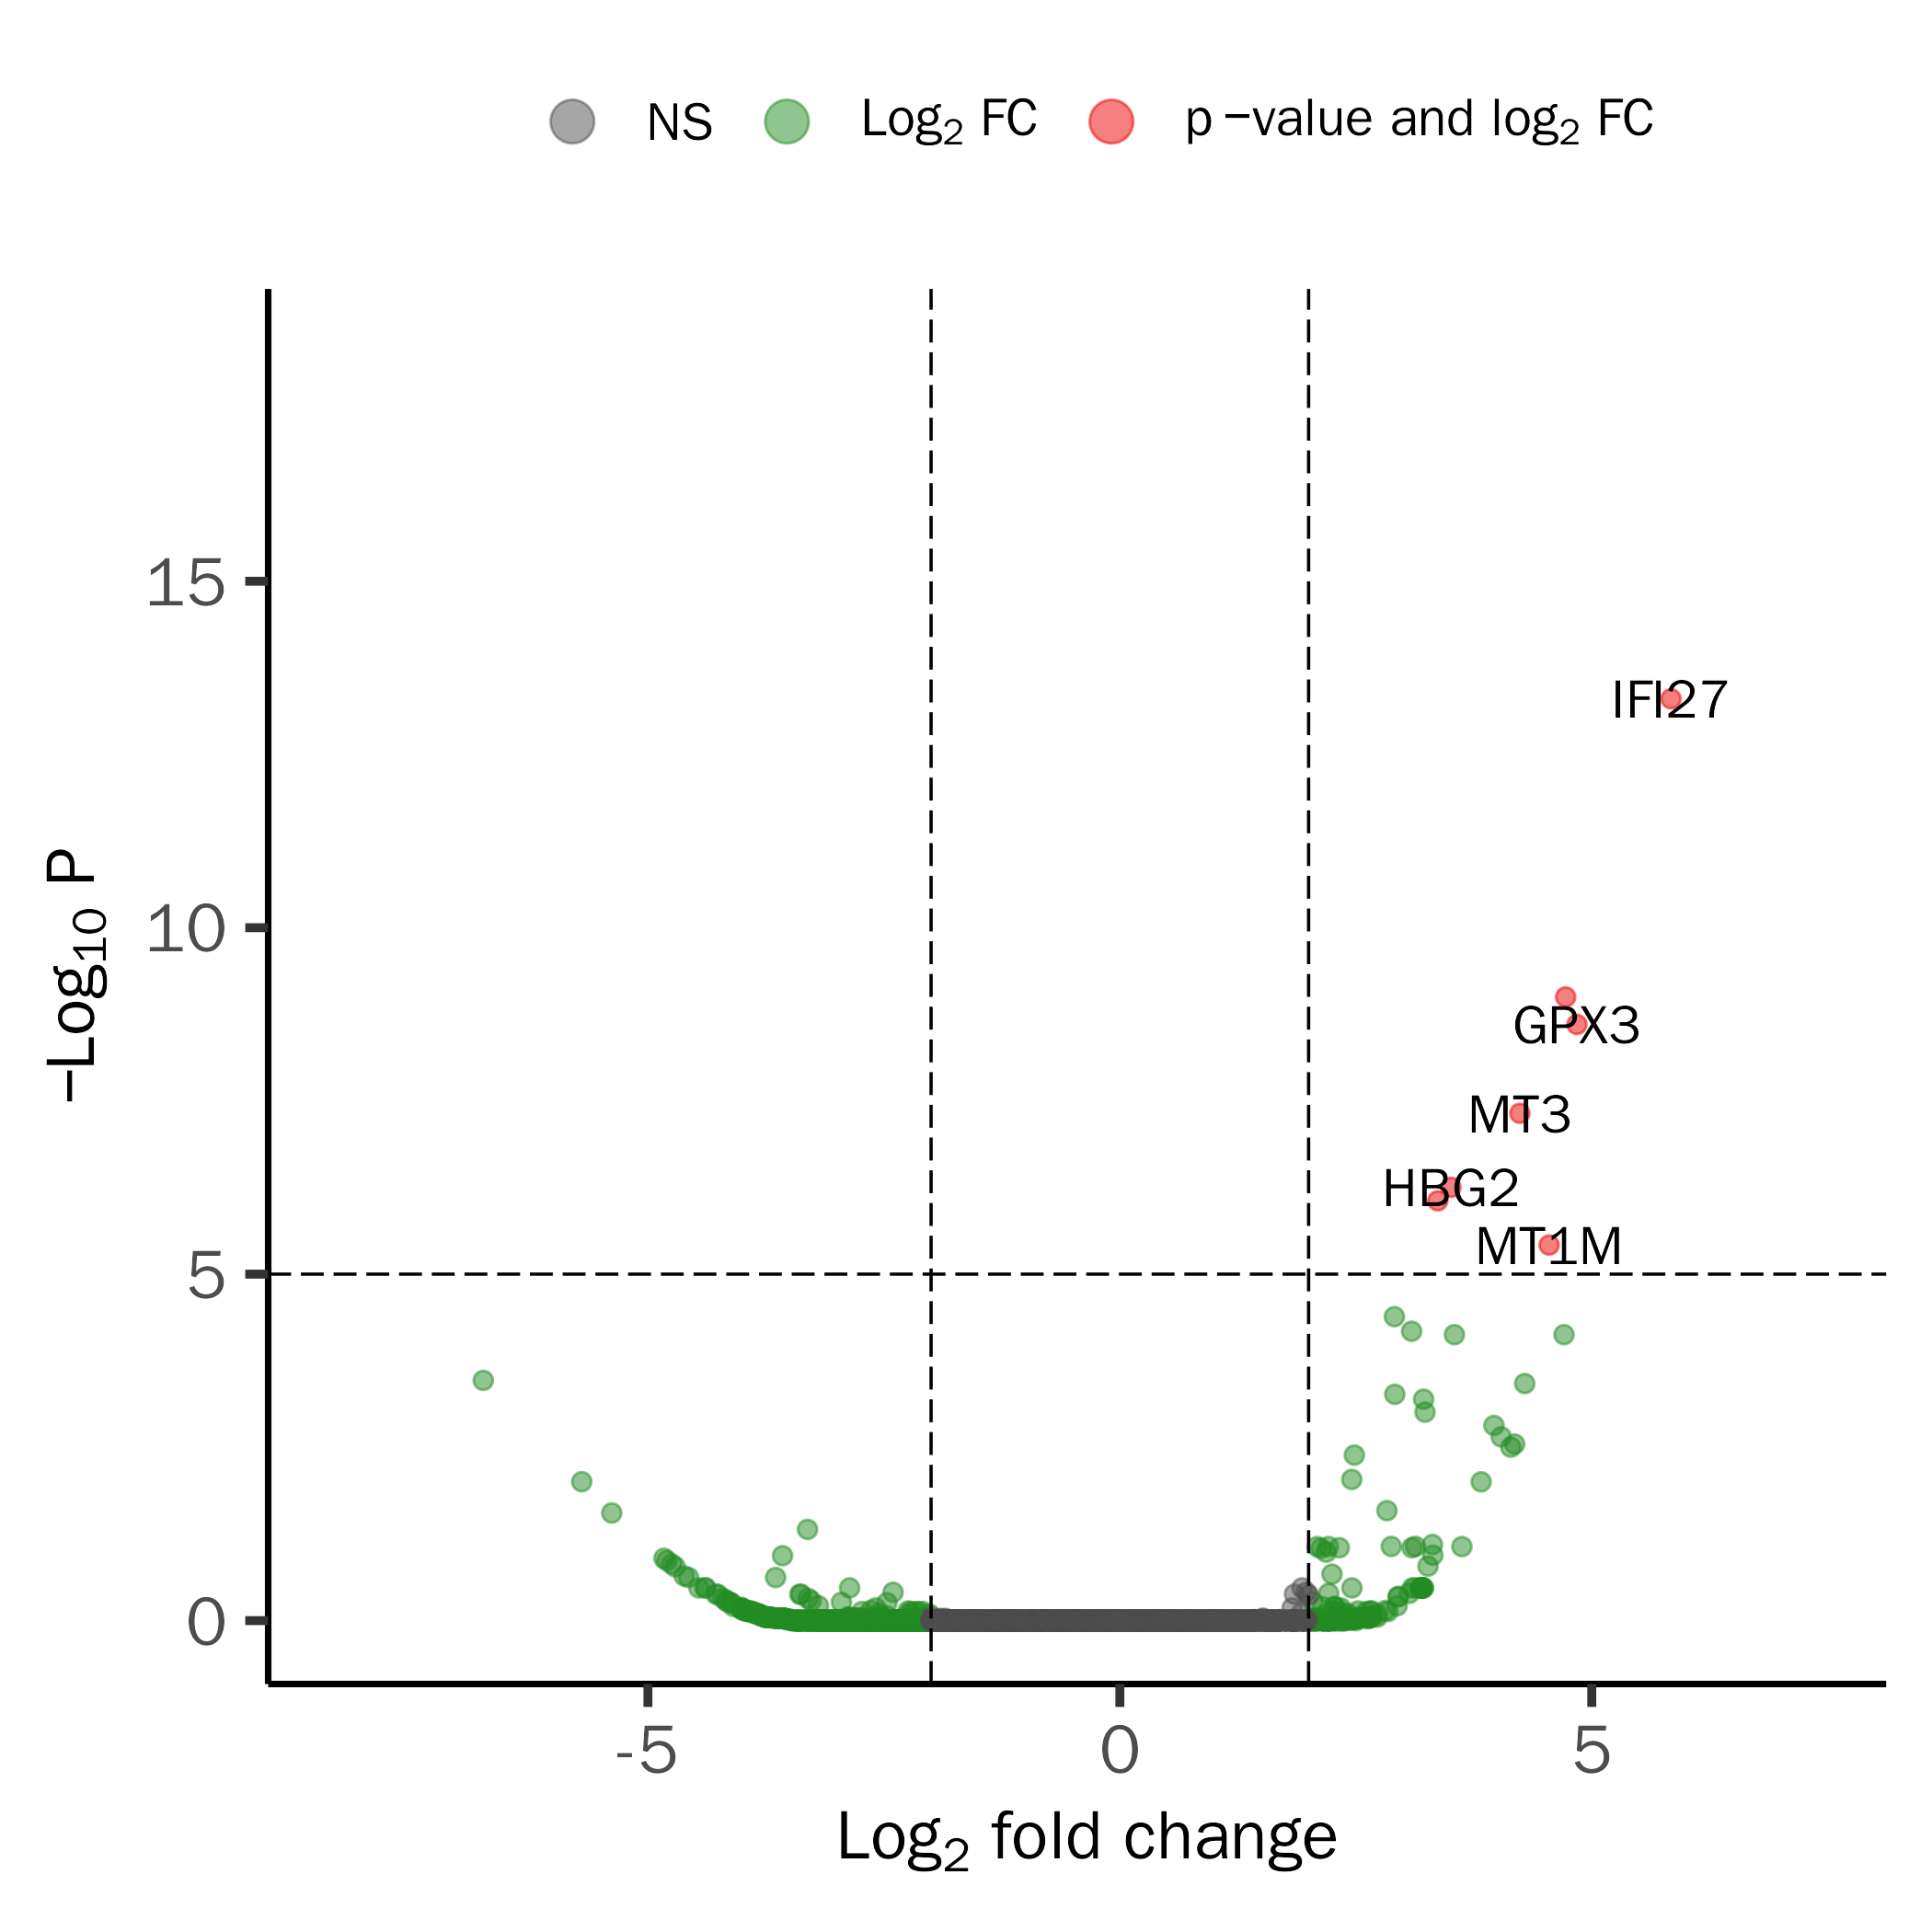 NS Log₂ FC p −value and log₂ FC
15
10
5
0
−Log₁₀ P
IFI27
GPX3
MT3
HBG2
MT1M
-5 0 5
Log₂ fold change